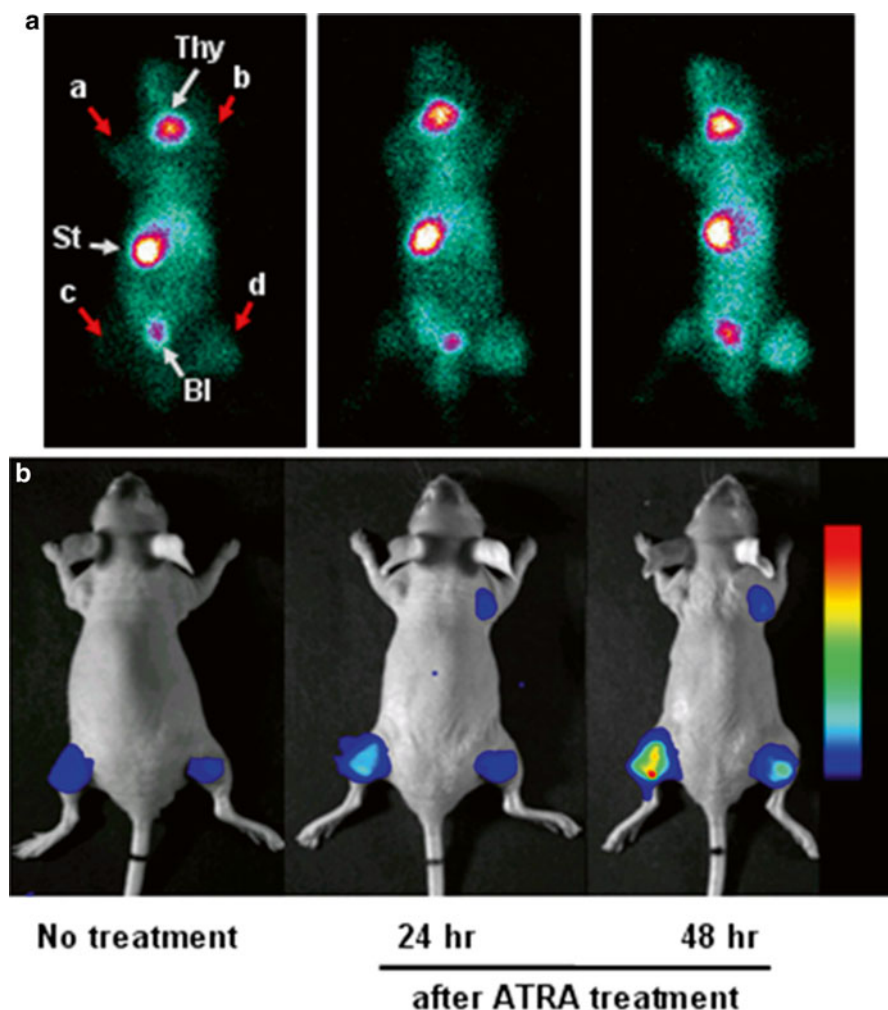 a
Thy
a
b
St
c
d
Bl
b
No treatment
24 hr
48 hr
after ATRA treatment